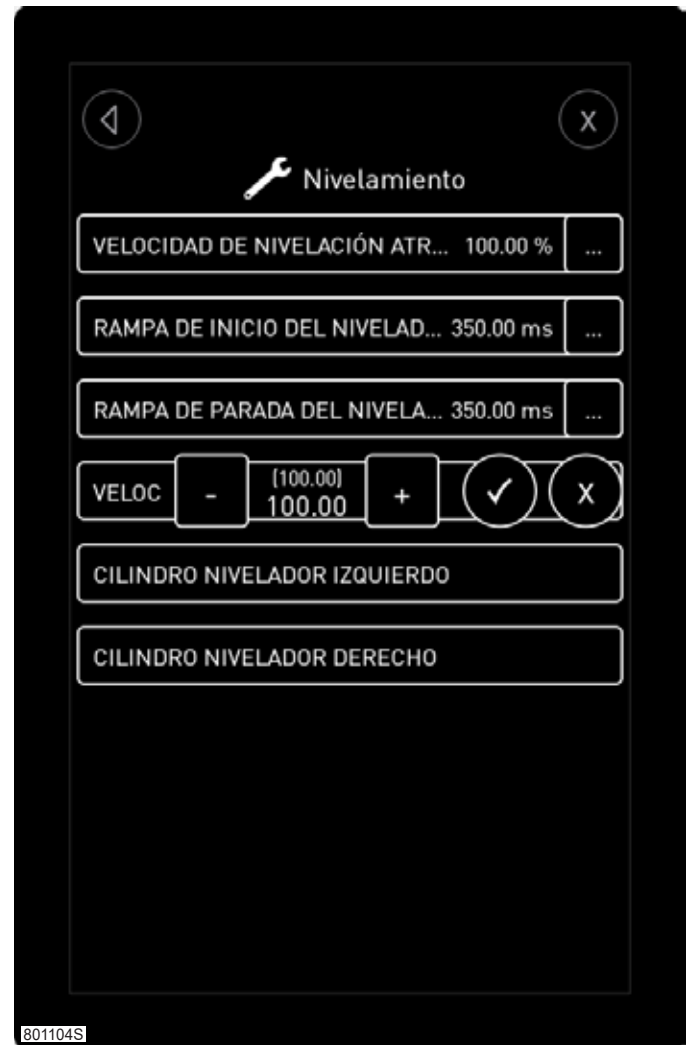 X
Nivelamiento
VELOCIDAD DE NIVELACIÓN ATR... 100.00 % ...
RAMPA DE INICIO DEL NIVELAD... 350.00 ms ...
RAMPA DE PARADA DEL NIVELA... 350.00 ms ...
VELOC - [100.00] + ✓ X
100.00
CILINDRO NIVELADOR IZQUIERDO
CILINDRO NIVELADOR DERECHO
801104S